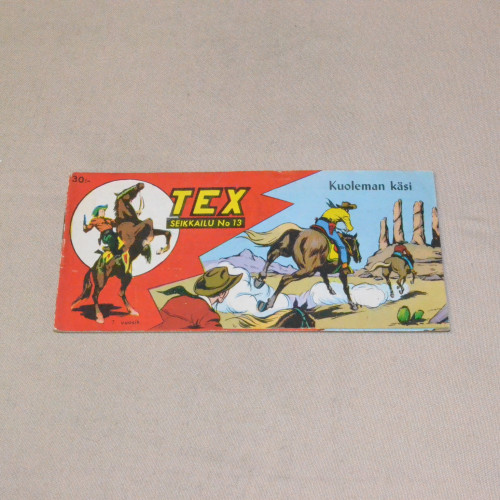 30:-
TEX
SEIKKAILU No 13
Kuoleman käsi